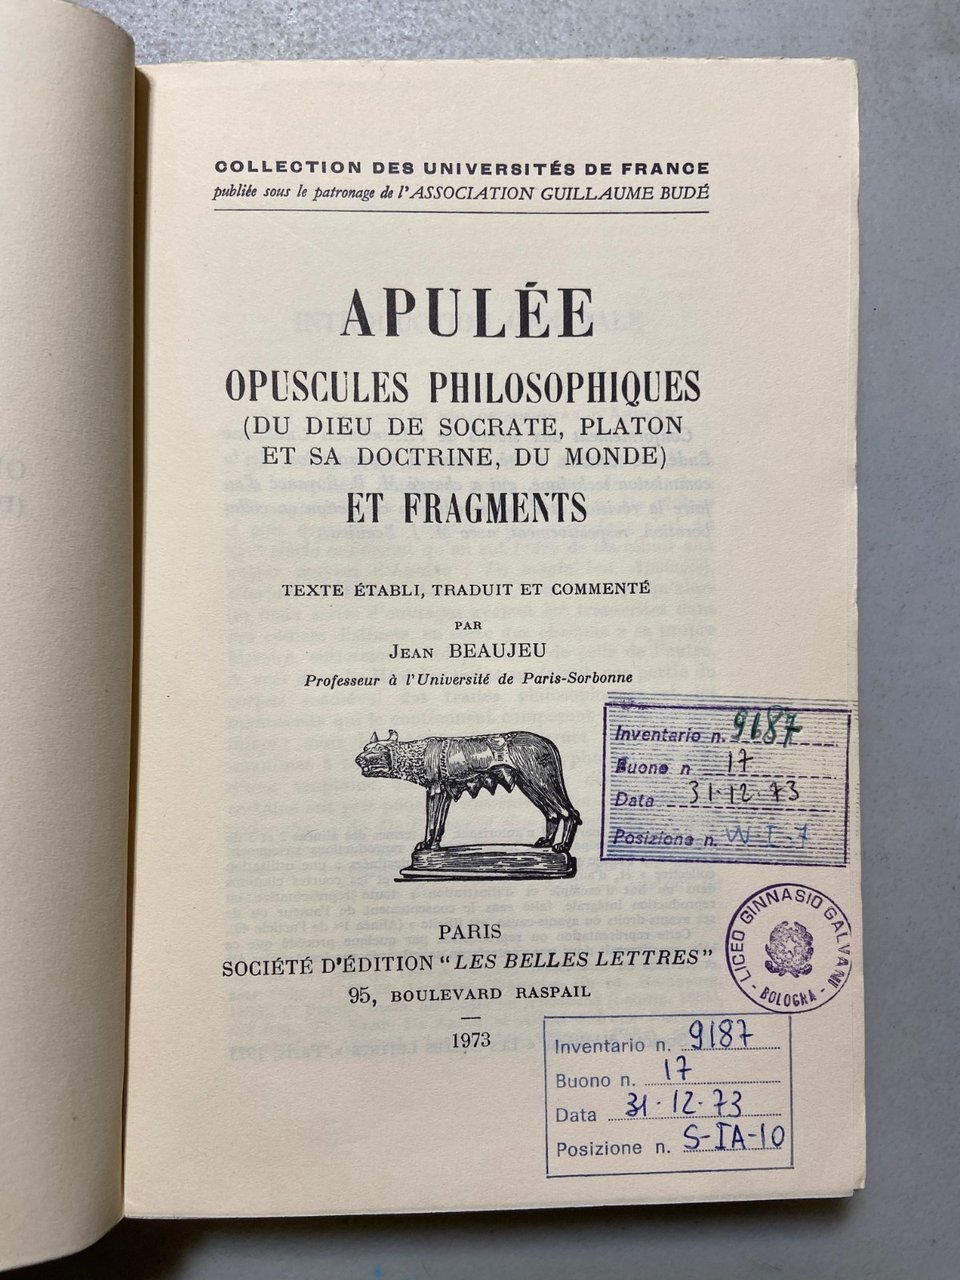 COLLECTION DES UNIVERSITÉS DE FRANCE
publiée sous le patronage de l'ASSOCIATION GUILLAUME BUDÉ
APULÉE
OPUSCULES PHILOSOPHIQUES
(DU DIEU DE SOCRATE, PLATON
ET SA DOCTRINE, DU MONDE)
ET FRAGMENTS
TEXTE ÉTABLI, TRADUIT ET COMMENTÉ
PAR
Jean BEAUJEU
Professeur à l'Université de Paris-Sorbonne
Inventario n. 9187
Buono n 17
Data 31-12-73
Posizione n. W-I-7
LICEO GINNASIO GALVANI
- BOLOGNA -
PARIS
SOCIÉTÉ D'ÉDITION "LES BELLES LETTRES"
95, BOULEVARD RASPAIL
1973
Inventario n. 9187
Buono n. 17
Data 31-12-73
Posizione n. S-IA-10